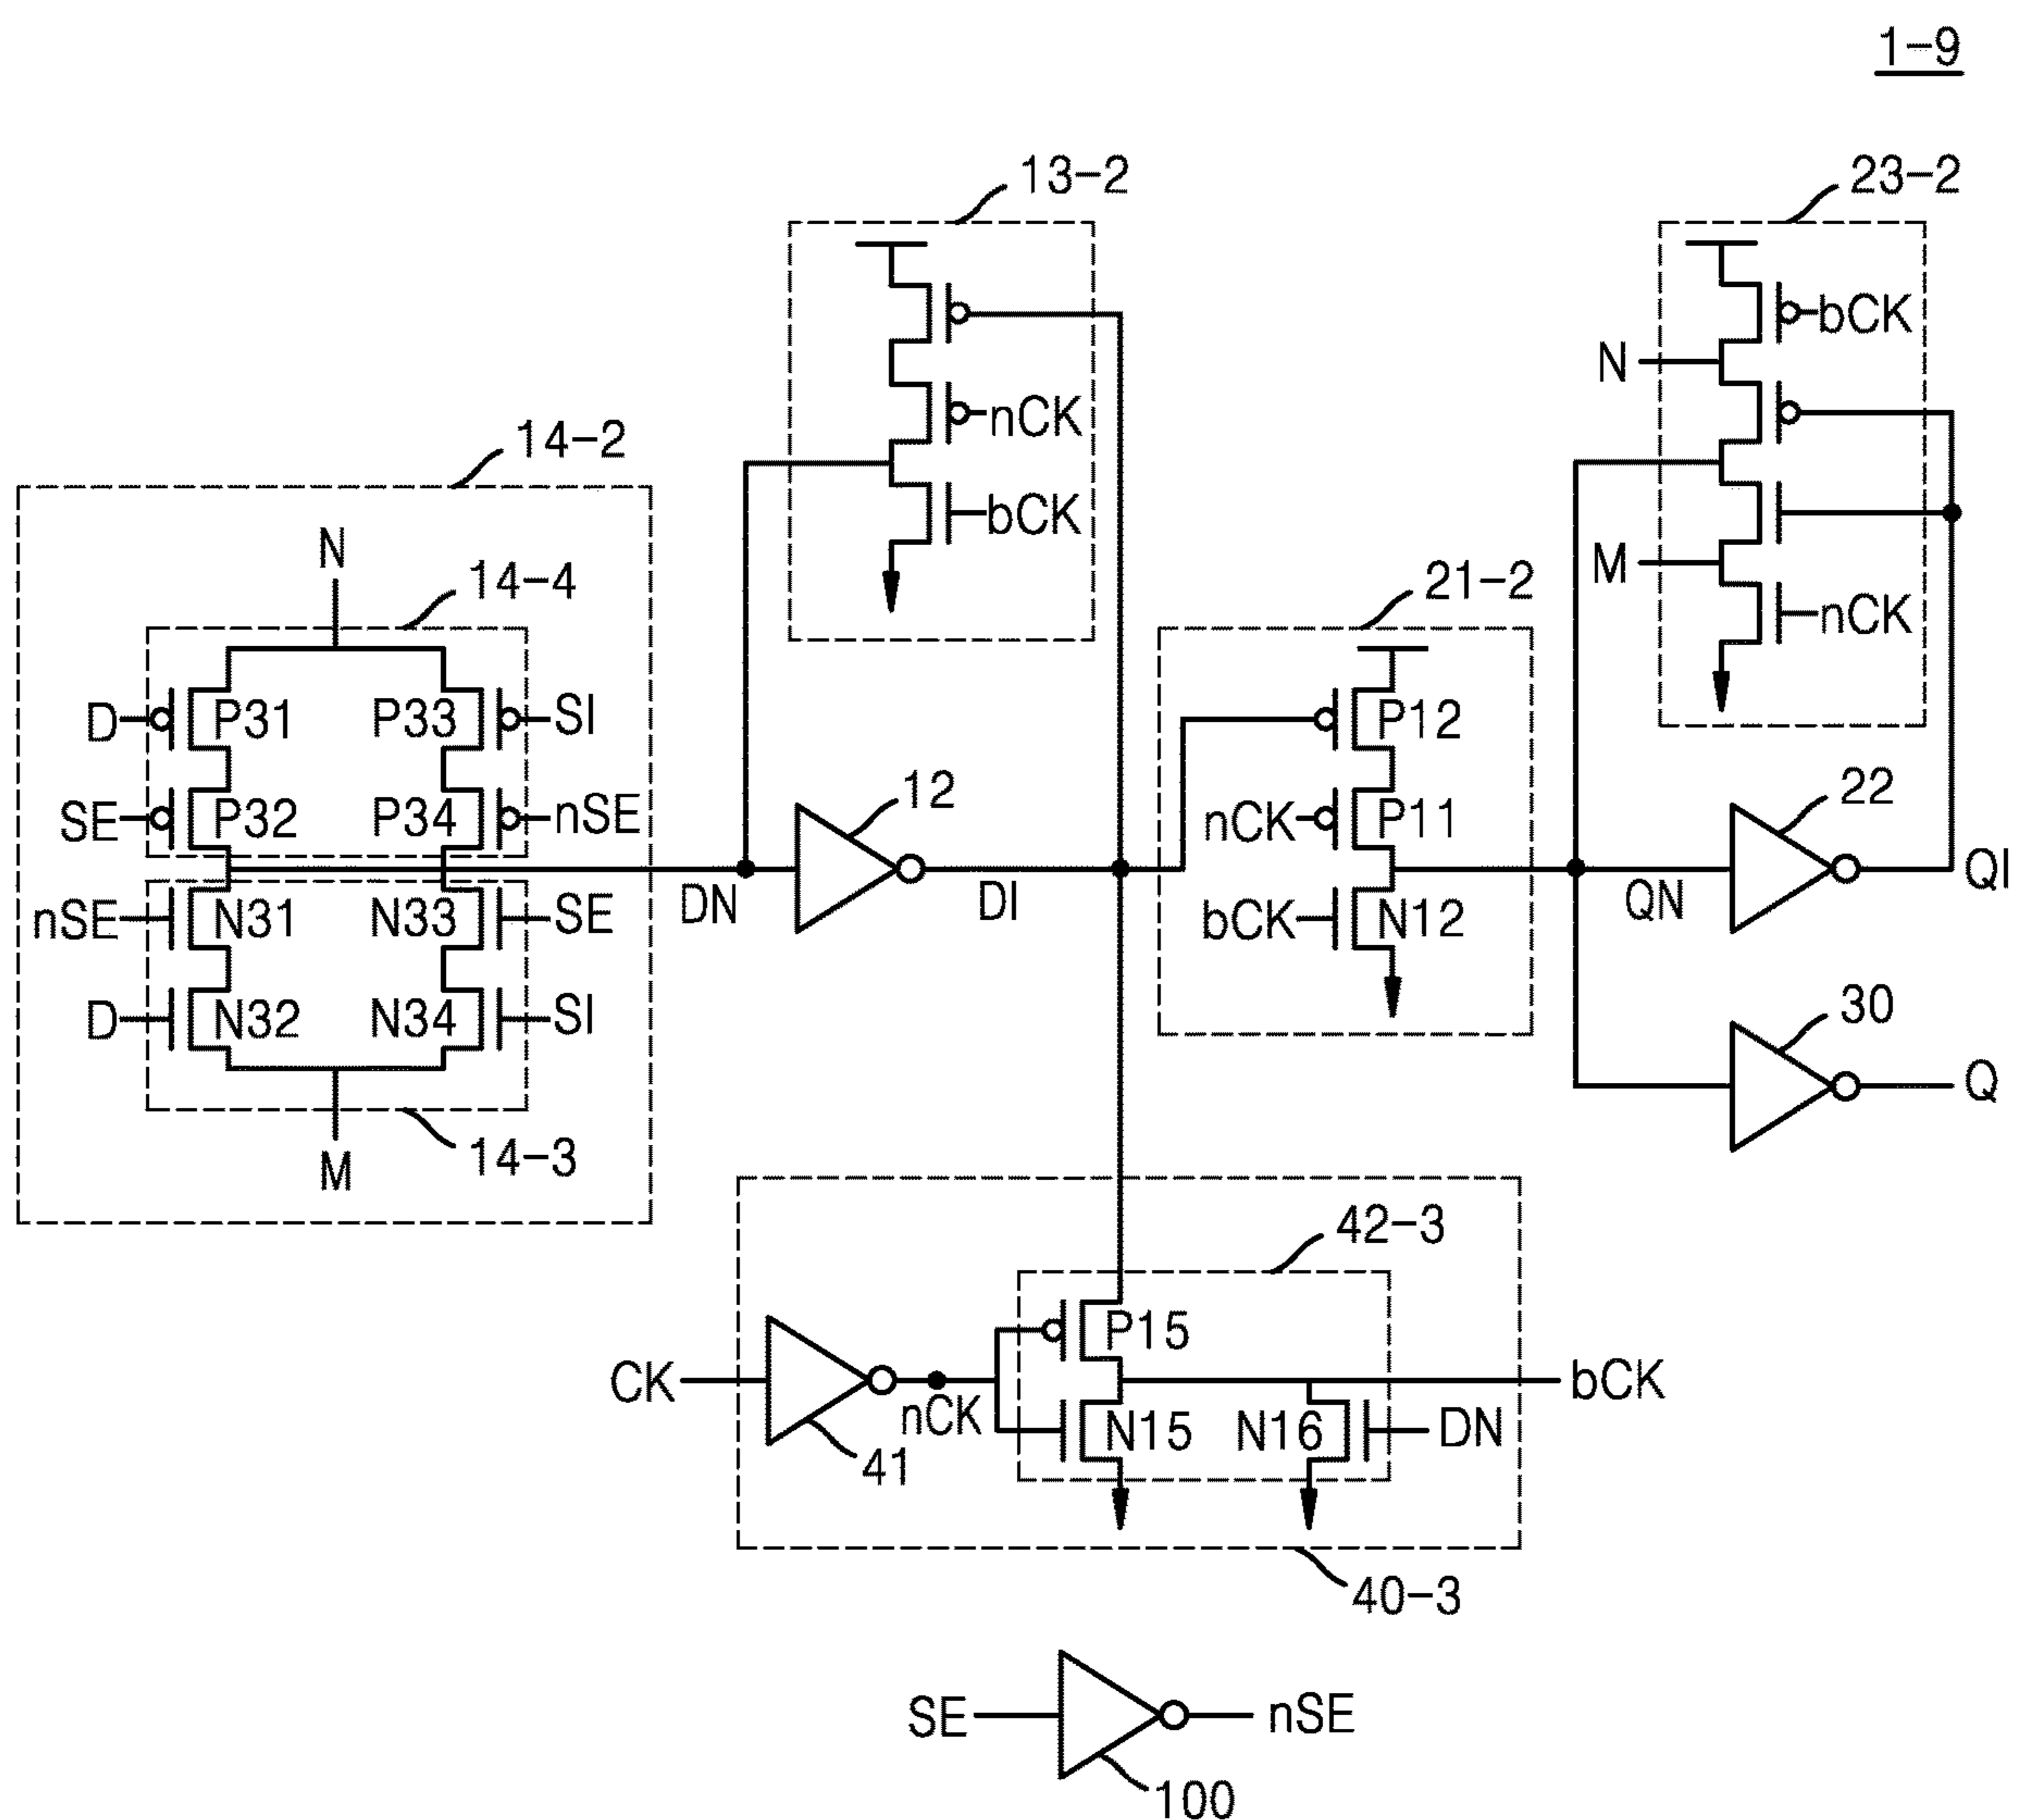 1-9
13-2
23-2
bCK
N
nCK
14-2
bCK
N
14-4
M
21-2
nCK
D
P31
P33
SI
P12
SE
P32
P34
nSE
12
nCK
P11
22
DN
DI
QN
QI
nSE
N31
N33
SE
bCK
N12
D
N32
N34
SI
30
Q
M
14-3
42-3
P15
CK
bCK
nCK
N15
N16
DN
41
40-3
SE
nSE
100